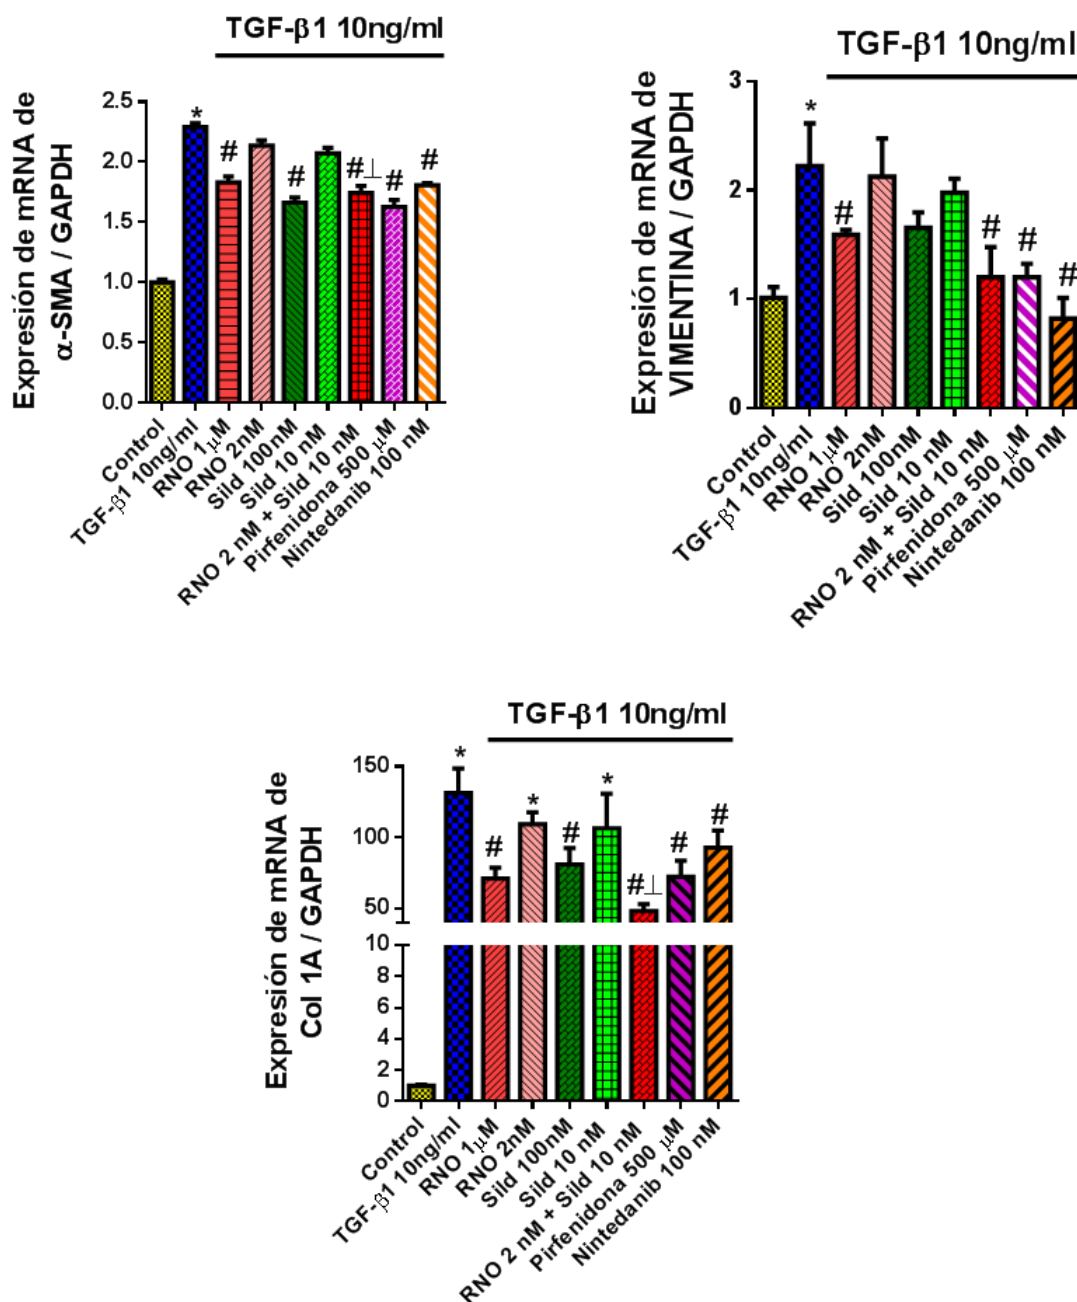 TGF-β1 10ng/ml
Expresión de mRNA de
α-SMA / GAPDH
2.5
2.0
1.5
1.0
0.5
0.0
*
#
#
#⊥
#
#
Control
TGF-β1 10ng/ml
RNO 1μM
RNO 2nM
Sild 100nM
Sild 10 nM
RNO 2 nM + Sild 10 nM
Pirfenidona 500 μM
Nintedanib 100 nM
TGF-β1 10ng/ml
Expresión de mRNA de
VIMENTINA / GAPDH
3
2
1
0
*
#
#
#
#
Control
TGF-β1 10ng/ml
RNO 1μM
RNO 2nM
Sild 100nM
Sild 10 nM
RNO 2 nM + Sild 10 nM
Pirfenidona 500 μM
Nintedanib 100 nM
TGF-β1 10ng/ml
Expresión de mRNA de
Col 1A / GAPDH
150
100
50
10
8
6
4
2
0
*
#
*
#
*
#⊥
#
#
Control
TGF-β1 10ng/ml
RNO 1μM
RNO 2nM
Sild 100nM
Sild 10 nM
RNO 2 nM + Sild 10 nM
Pirfenidona 500 μM
Nintedanib 100 nM